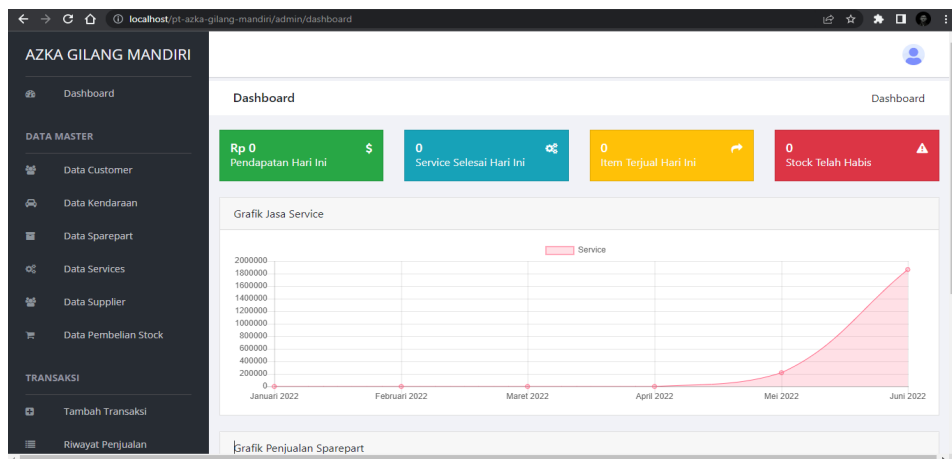 localhost/pt-azka-gilang-mandiri/admin/dashboard
AZKA GILANG MANDIRI
Dashboard
DATA MASTER
Data Customer
Data Kendaraan
Data Sparepart
Data Services
Data Supplier
Data Pembelian Stock
TRANSAKSI
Tambah Transaksi
Riwayat Penjualan
Dashboard
Dashboard
Rp 0
Pendapatan Hari Ini
0
Service Selesai Hari Ini
0
Item Terjual Hari Ini
0
Stock Telah Habis
Grafik Jasa Service
Service
2000000
1800000
1600000
1400000
1200000
1000000
800000
600000
400000
200000
0
Januari 2022
Februari 2022
Maret 2022
April 2022
Mei 2022
Juni 2022
Grafik Penjualan Sparepart